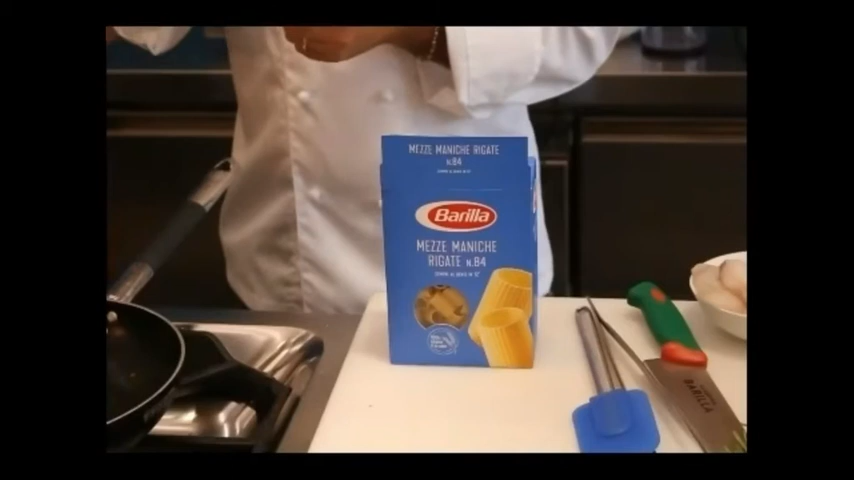 MEZZE MANICHE RIGATE
N.84
Barilla
MEZZE MANICHE
RIGATE N.84
BARILLA